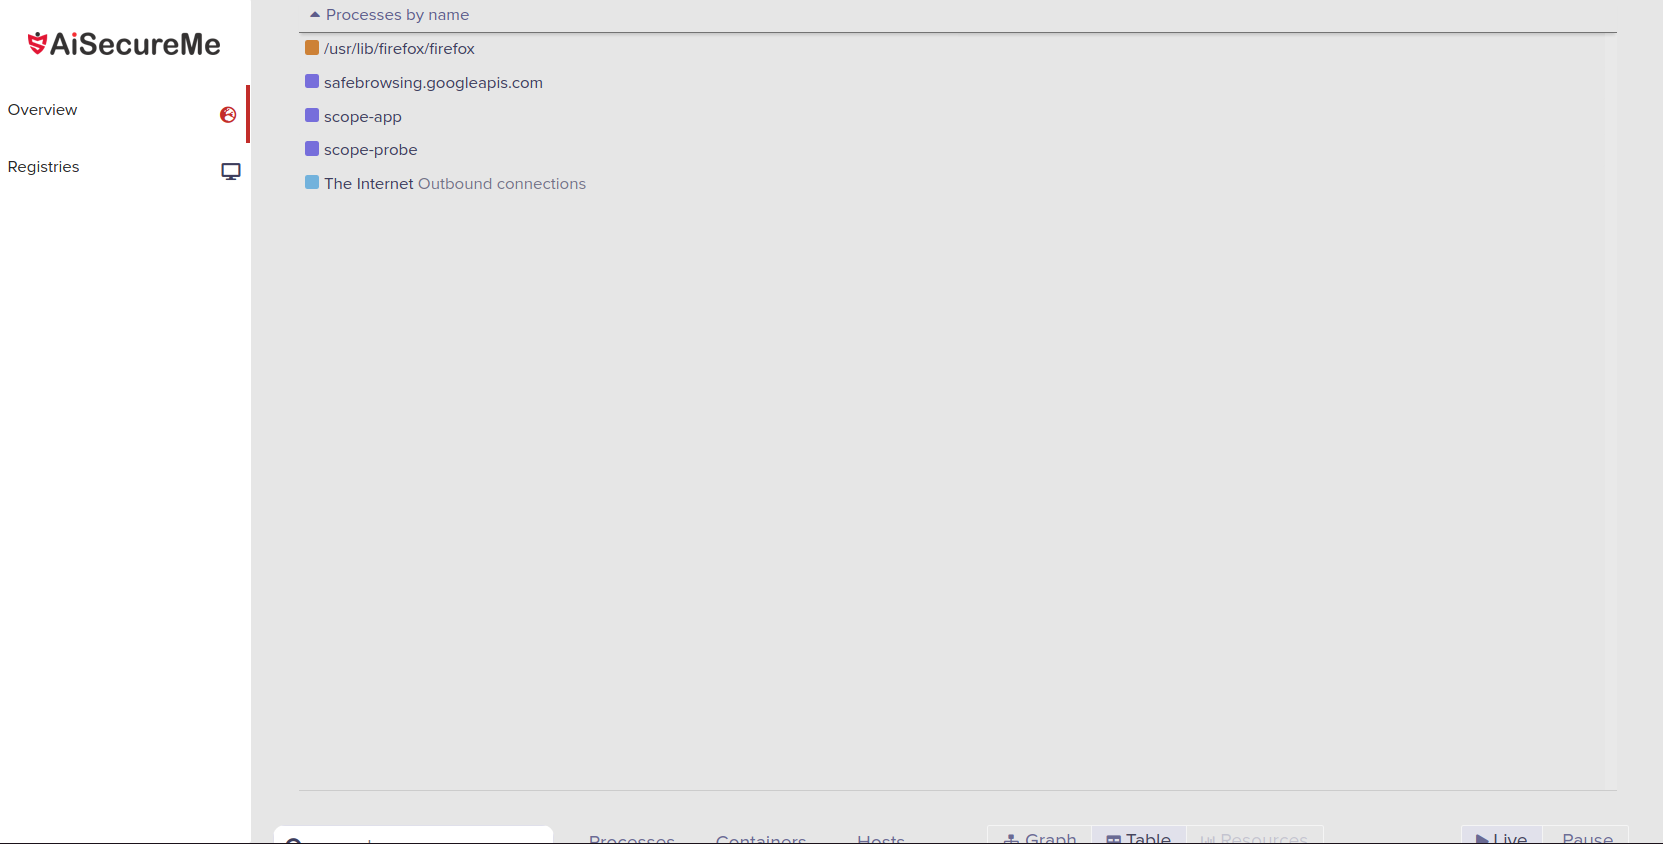 AiSecureMe
Overview
Registries
Processes by name
/usr/lib/firefox/firefox
safebrowsing.googleapis.com
scope-app
scope-probe
The Internet Outbound connections
Processes Containers Hosts Graph Table Resources Live Pause